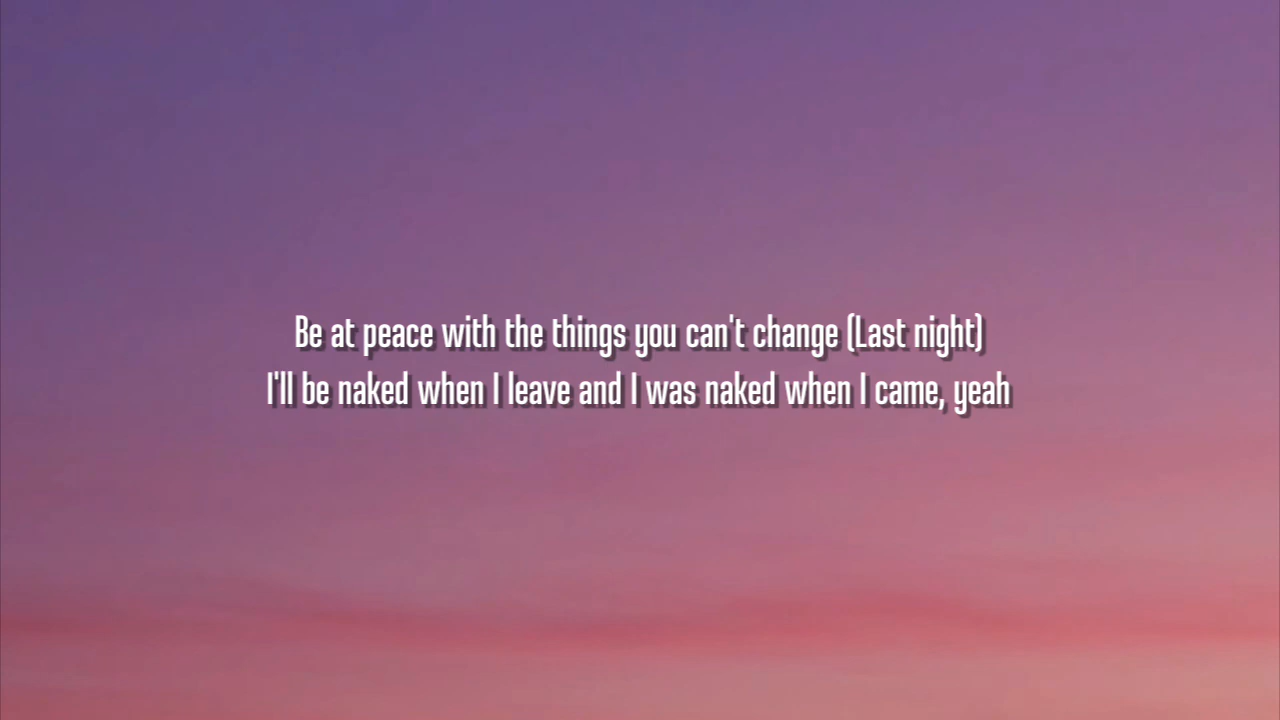 Be at peace with the things you can't change (Last night)
I'll be naked when I leave and I was naked when I came, yeah